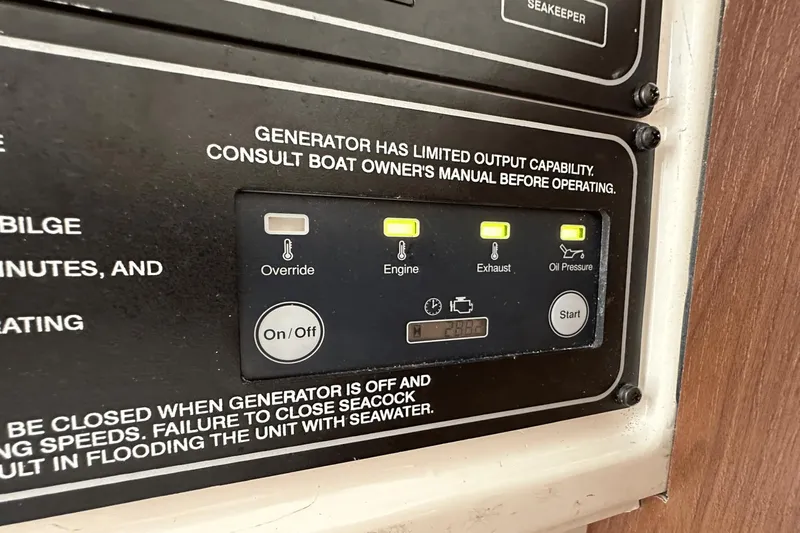 SEAKEEPER
GENERATOR HAS LIMITED OUTPUT CAPABILITY.
CONSULT BOAT OWNER'S MANUAL BEFORE OPERATING.
BILGE
INUTES, AND
ATING
Override
Engine
Exhaust
Oil Pressure
On/Off
Start
BE CLOSED WHEN GENERATOR IS OFF AND
NG SPEEDS. FAILURE TO CLOSE SEACOCK
ULT IN FLOODING THE UNIT WITH SEAWATER.